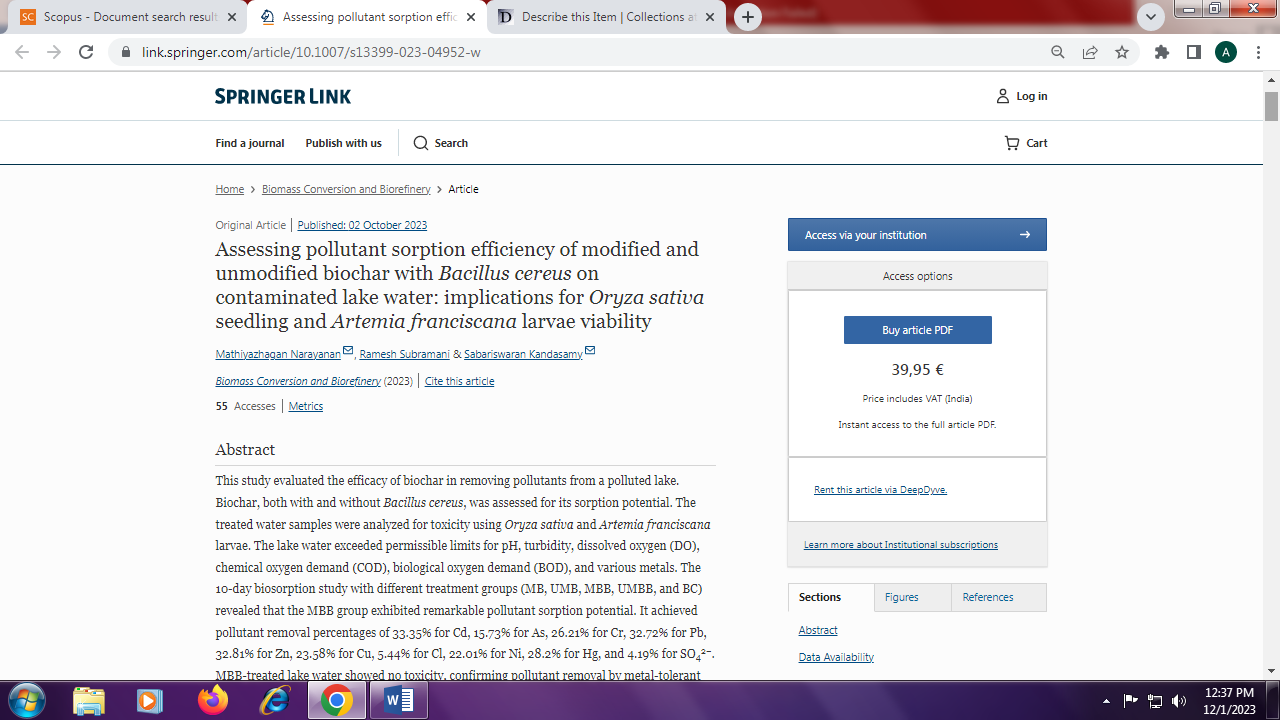 Scopus - Document search result
Assessing pollutant sorption effic
Describe this Item | Collections a
link.springer.com/article/10.1007/s13399-023-04952-w
A
SPRINGER LINK
Log in
Find a journal
Publish with us
Search
Cart
Home > Biomass Conversion and Biorefinery > Article
Original Article | Published: 02 October 2023
Assessing pollutant sorption efficiency of modified and
unmodified biochar with Bacillus cereus on
contaminated lake water: implications for Oryza sativa
seedling and Artemia franciscana larvae viability
Mathiyazhagan Narayanan, Ramesh Subramani & Sabariswaran Kandasamy
Biomass Conversion and Biorefinery (2023) | Cite this article
55 Accesses | Metrics
Abstract
This study evaluated the efficacy of biochar in removing pollutants from a polluted lake.
Biochar, both with and without Bacillus cereus, was assessed for its sorption potential. The
treated water samples were analyzed for toxicity using Oryza sativa and Artemia franciscana
larvae. The lake water exceeded permissible limits for pH, turbidity, dissolved oxygen (DO),
chemical oxygen demand (COD), biological oxygen demand (BOD), and various metals. The
10-day biosorption study with different treatment groups (MB, UMB, MBB, UMBB, and BC)
revealed that the MBB group exhibited remarkable pollutant sorption potential. It achieved
pollutant removal percentages of 33.35% for Cd, 15.73% for As, 26.21% for Cr, 32.72% for Pb,
32.81% for Zn, 23.58% for Cu, 5.44% for Cl, 22.01% for Ni, 28.2% for Hg, and 4.19% for SO₄²⁻.
MBB-treated lake water showed no toxicity, confirming pollutant removal by metal-tolerant
Access via your institution →
Access options
Buy article PDF
39,95 €
Price includes VAT (India)
Instant access to the full article PDF.
Rent this article via DeepDyve.
Learn more about Institutional subscriptions
Sections
Figures
References
Abstract
Data Availability
12:37 PM
12/1/2023